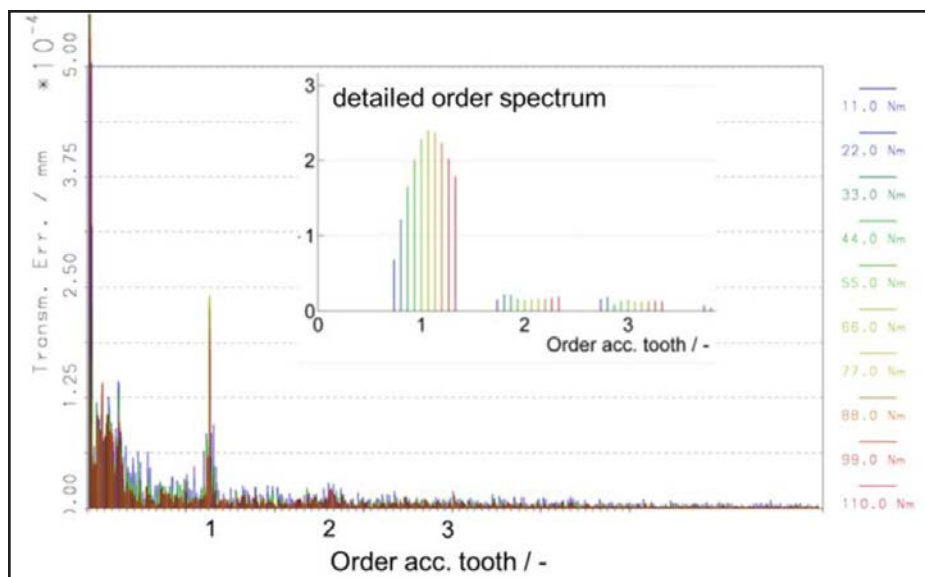 *10⁻⁴
Transm. Err. / mm
5.00
3.75
2.50
1.25
0.00
detailed order spectrum
3
2
1
0
0 1 2 3
Order acc. tooth / -
11.0 Nm
22.0 Nm
33.0 Nm
44.0 Nm
55.0 Nm
66.0 Nm
77.0 Nm
88.0 Nm
99.0 Nm
110.0 Nm
1 2 3
Order acc. tooth / -